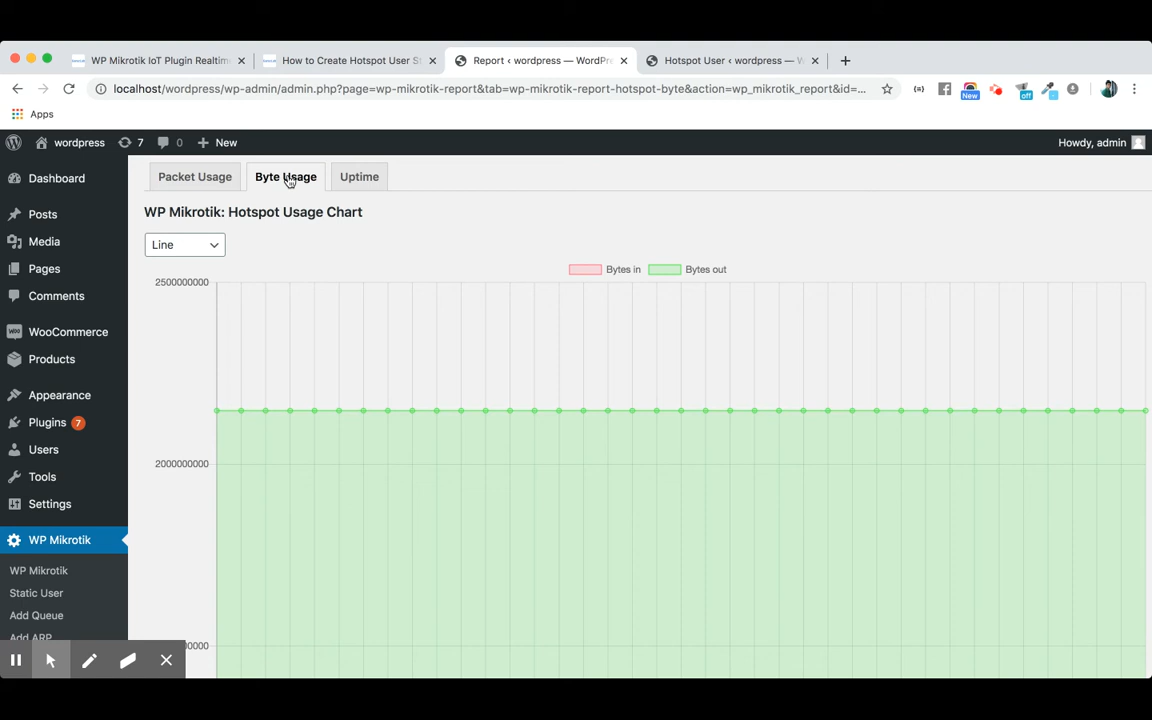 WP Mikrotik IoT Plugin Realtim
How to Create Hotspot User S
Report ‹ wordpress — WordPre
Hotspot User ‹ wordpress — W
localhost/wordpress/wp-admin/admin.php?page=wp-mikrotik-report&tab=wp-mikrotik-report-hotspot-byte&action=wp_mikrotik_report&id=...
New
off
Apps
wordpress
7
0
New
Howdy, admin
Dashboard
Posts
Media
Pages
Comments
WooCommerce
Products
Appearance
Plugins 7
Users
Tools
Settings
WP Mikrotik
WP Mikrotik
Static User
Add Queue
Add ARP
Packet Usage
Byte Usage
Uptime
WP Mikrotik: Hotspot Usage Chart
Line
Bytes in
Bytes out
2500000000
2000000000